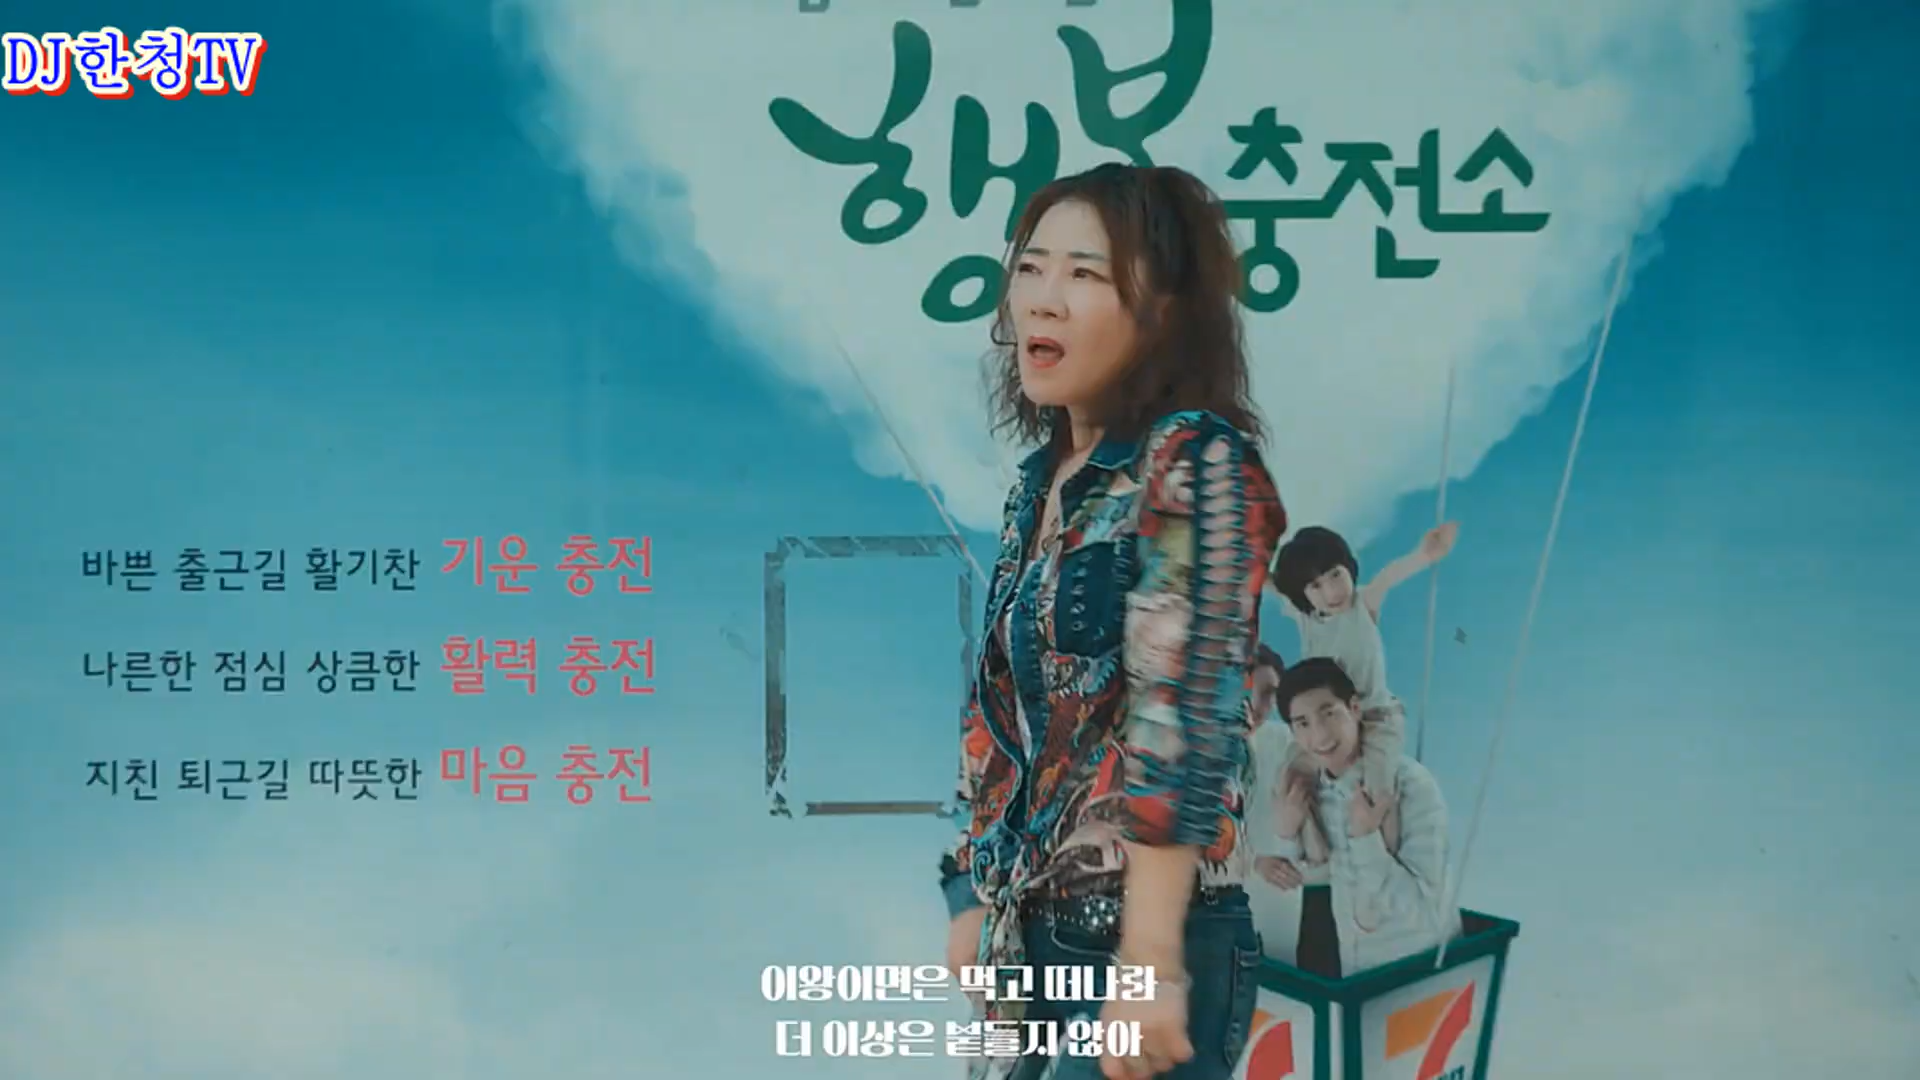 DJ한청TV
행복충전소
바쁜 출근길 활기찬 기운 충전
나른한 점심 상큼한 활력 충전
지친 퇴근길 따뜻한 마음 충전
7
이왕이면은 먹고 떠나라
더 이상은 붙들지 않아